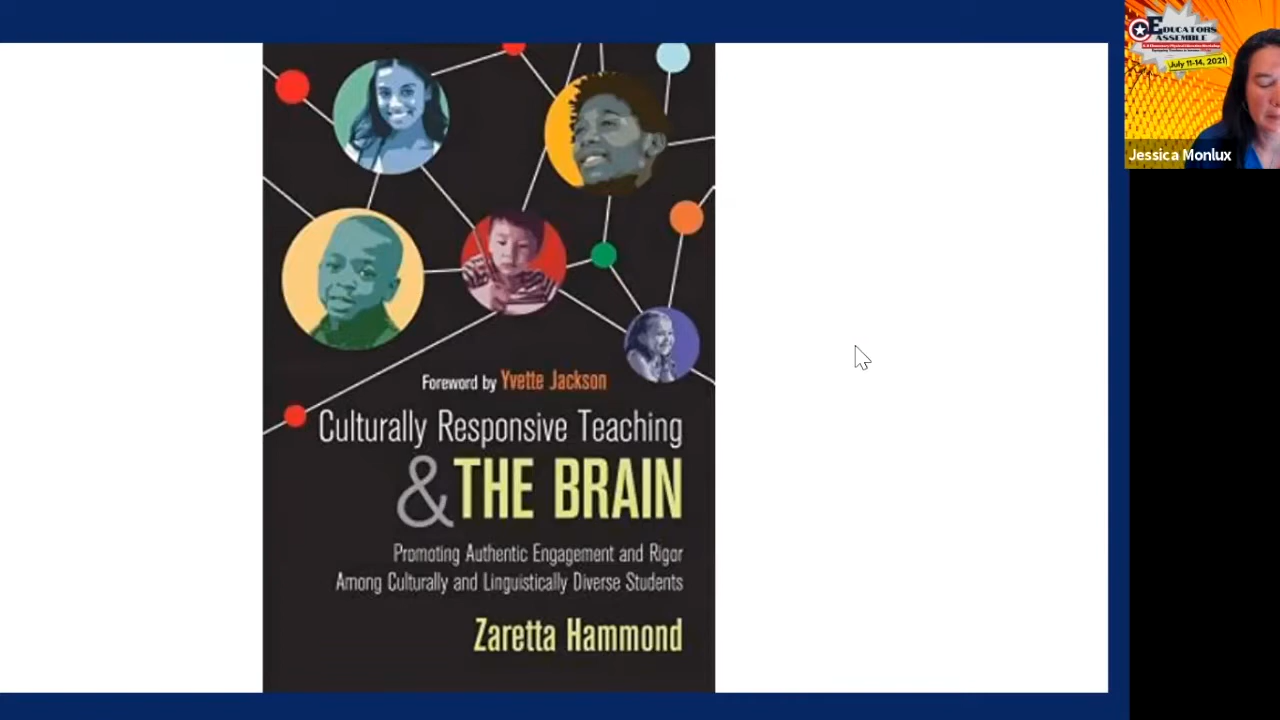 Foreword by Yvette Jackson
Culturally Responsive Teaching
& THE BRAIN
Promoting Authentic Engagement and Rigor
Among Culturally and Linguistically Diverse Students
Zaretta Hammond
EDUCATORS
ASSEMBLE
July 11-14, 2021
Jessica Monlux